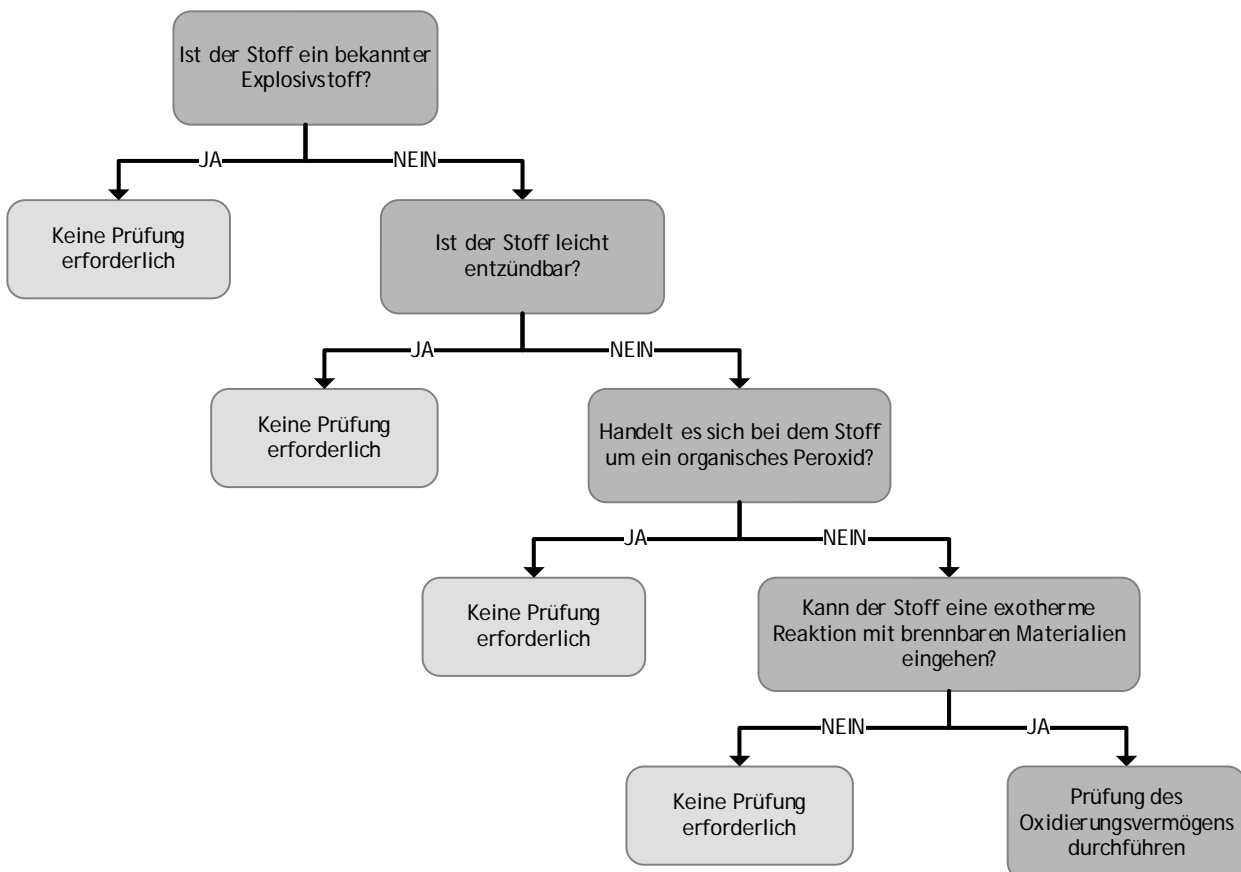 Ist der Stoff ein bekannter
Explosivstoff?
JA
NEIN
Keine Prüfung
erforderlich
Ist der Stoff leicht
entzündbar?
JA
NEIN
Keine Prüfung
erforderlich
Handelt es sich bei dem Stoff
um ein organisches Peroxid?
JA
NEIN
Keine Prüfung
erforderlich
Kann der Stoff eine exotherme
Reaktion mit brennbaren Materialien
eingehen?
NEIN
JA
Keine Prüfung
erforderlich
Prüfung des
Oxidierungsvermögens
durchführen